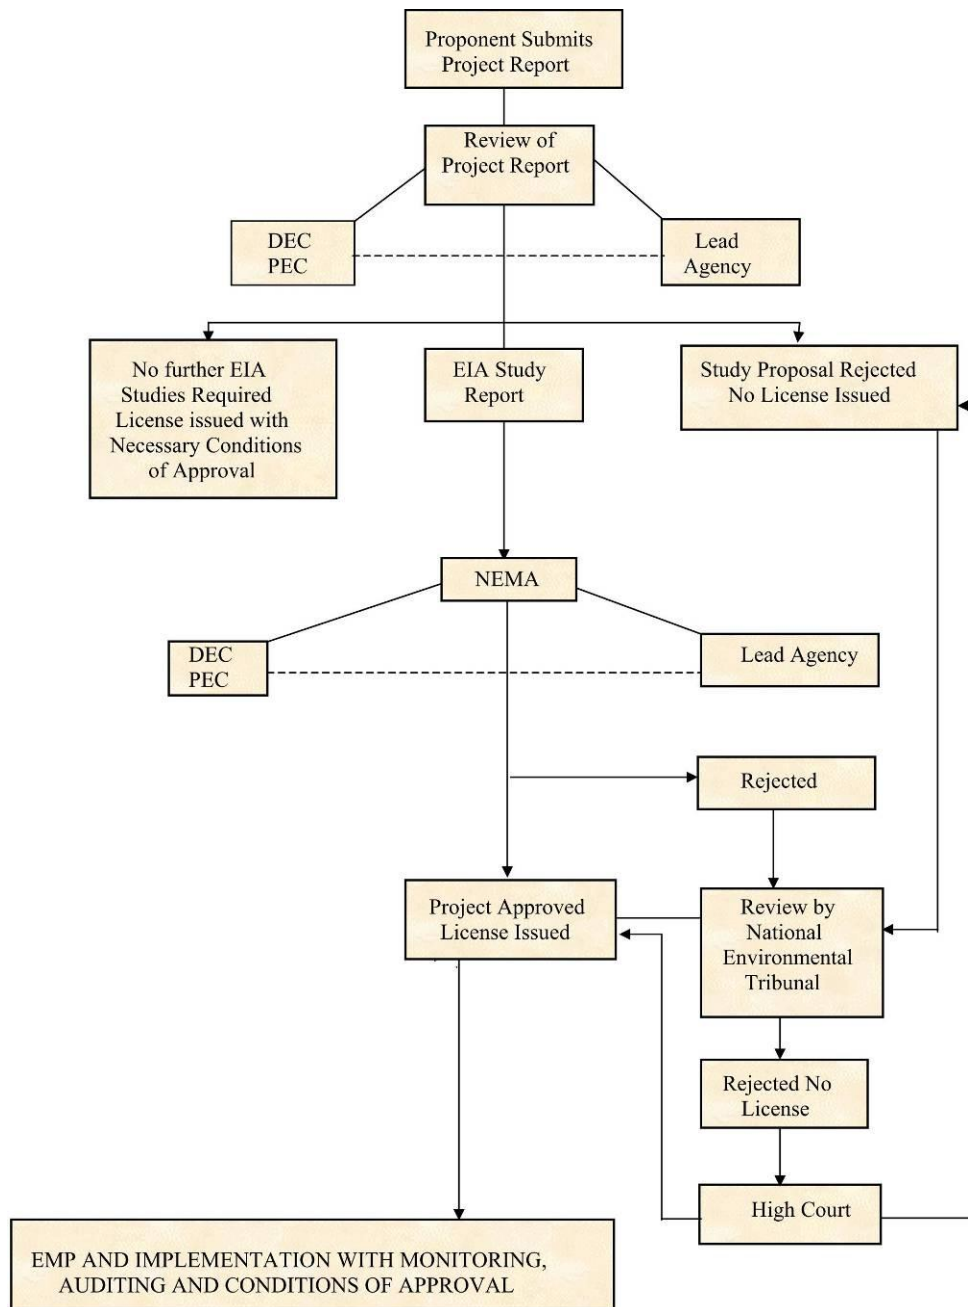 Proponent Submits
Project Report
Review of
Project Report
DEC
PEC
Lead
Agency
No further EIA
Studies Required
License issued with
Necessary Conditions
of Approval
EIA Study
Report
Study Proposal Rejected
No License Issued
NEMA
DEC
PEC
Lead Agency
Rejected
Project Approved
License Issued
Review by
National
Environmental
Tribunal
Rejected No
License
High Court
EMP AND IMPLEMENTATION WITH MONITORING,
AUDITING AND CONDITIONS OF APPROVAL